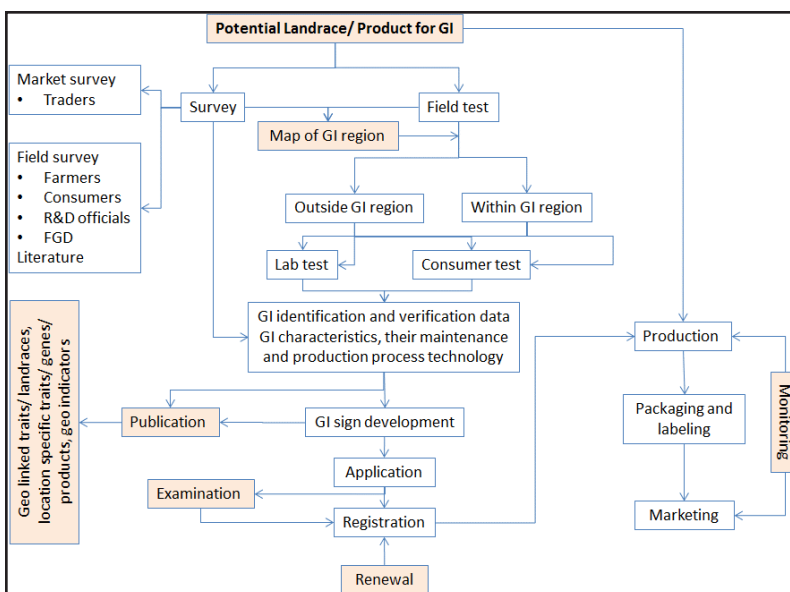 Potential Landrace/ Product for GI
Market survey
• Traders
Survey
Field test
Map of GI region
Field survey
• Farmers
• Consumers
• R&D officials
• FGD
Literature
Outside GI region
Within GI region
Lab test
Consumer test
GI identification and verification data
GI characteristics, their maintenance
and production process technology
Production
Geo linked traits/ landraces,
location specific traits/ genes/
products, geo indicators
Publication
GI sign development
Packaging and
labeling
Monitoring
Application
Examination
Registration
Marketing
Renewal